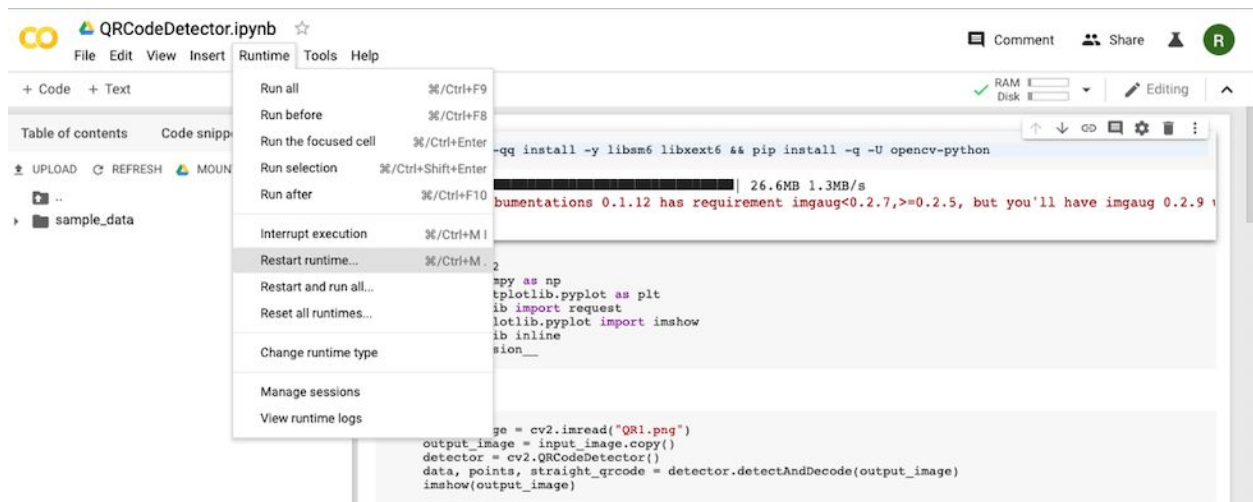 CO
QRCodeDetector.ipynb
File Edit View Insert Runtime Tools Help
Comment Share R
+ Code + Text
RAM
Disk
Editing
Table of contents Code snipp
UPLOAD REFRESH MOUN
..
sample_data
Run all ⌘/Ctrl+F9
Run before ⌘/Ctrl+F8
Run the focused cell ⌘/Ctrl+Enter
Run selection ⌘/Ctrl+Shift+Enter
Run after ⌘/Ctrl+F10
Interrupt execution ⌘/Ctrl+M I
Restart runtime... ⌘/Ctrl+M .
Restart and run all...
Reset all runtimes...
Change runtime type
Manage sessions
View runtime logs
-qq install -y libsm6 libxext6 && pip install -q -U opencv-python
| 26.6MB 1.3MB/s
bumentations 0.1.12 has requirement imgaug<0.2.7,>=0.2.5, but you'll have imgaug 0.2.9
2
mpy as np
tplotlib.pyplot as plt
ib import request
lotlib.pyplot import imshow
ib inline
sion__
ge = cv2.imread("QR1.png")
output_image = input_image.copy()
detector = cv2.QRCodeDetector()
data, points, straight_qrcode = detector.detectAndDecode(output_image)
imshow(output_image)